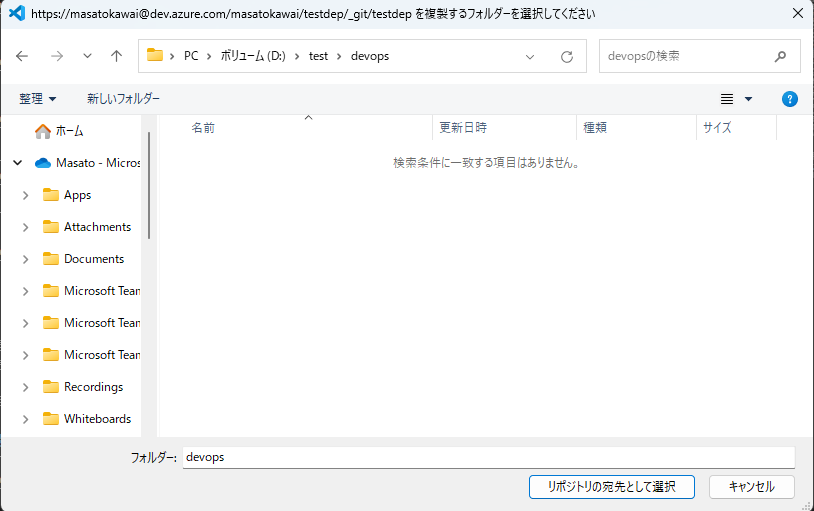 https://masatokawai@dev.azure.com/masatokawai/testdep/_git/testdep を複製するフォルダーを選択してください
PC › ボリューム (D:) › test › devops
devopsの検索
整理 新しいフォルダー
?
ホーム
名前 更新日時 種類 サイズ
Masato - Micros
検索条件に一致する項目はありません。
Apps
Attachments
Documents
Microsoft Team
Microsoft Team
Microsoft Team
Recordings
Whiteboards
フォルダー: devops
リポジトリの宛先として選択 キャンセル